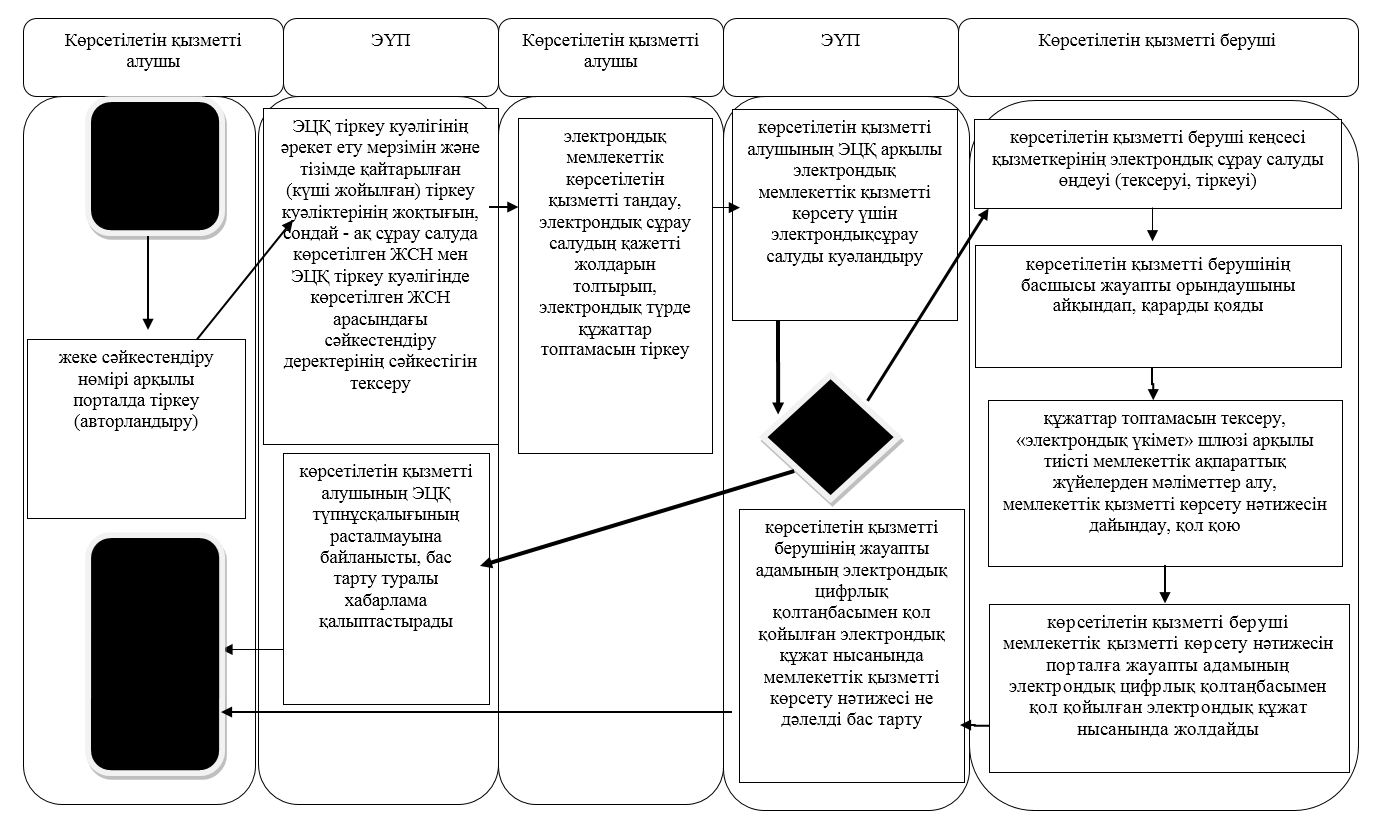 Көрсетілетін қызметті
алушы
ЭҮП
Көрсетілетін қызметті
алушы
ЭҮП
Көрсетілетін қызметті беруші
жеке сәйкестендіру
нөмірі арқылы
порталда тіркеу
(авторландыру)
ЭЦҚ тіркеу куәлігінің
әрекет ету мерзімін және
тізімде қайтарылған
(күші жойылған) тіркеу
куәліктерінің жоқтығын,
сондай - ақ сұрау салуда
көрсетілген ЖСН мен
ЭЦҚ тіркеу куәлігінде
көрсетілген ЖСН
арасындағы
сәйкестендіру
деректерінің сәйкестігін
тексеру
көрсетілетін қызметті
алушының ЭЦҚ
түпнұсқалығының
расталмауына
байланысты, бас
тарту туралы
хабарлама
қалыптастырады
электрондық
мемлекеттік
көрсетілетін
қызметті таңдау,
электрондық сұрау
салудың қажетті
жолдарын
толтырып,
электрондық түрде
құжаттар
топтамасын тіркеу
көрсетілетін қызметті
алушының ЭЦҚ арқылы
электрондық
мемлекеттік қызметті
көрсету үшін
электрондықсұрау
салуды куәландыру
көрсетілетін қызметті
берушінің жауапты
адамының электрондық
цифрлық
қолтаңбасымен қол
қойылған электрондық
құжат нысанында
мемлекеттік қызметті
көрсету нәтижесі не
дәлелді бас тарту
көрсетілетін қызметті беруші кеңсесі
қызметкерінің электрондық сұрау салуды
өңдеуі (тексеруі, тіркеуі)
көрсетілетін қызметті берушінің
басшысы жауапты орындаушыны
айқындап, қарарды қояды
құжаттар топтамасын тексеру,
«электрондық үкімет» шлюзі арқылы
тиісті мемлекеттік ақпараттық
жүйелерден мәліметтер алу,
мемлекеттік қызметті көрсету нәтижесін
дайындау, қол қою
көрсетілетін қызметті беруші
мемлекеттік қызметті көрсету нәтижесін
порталға жауапты адамының
электрондық цифрлық қолтаңбасымен
қол қойылған электрондық құжат
нысанында жолдайды